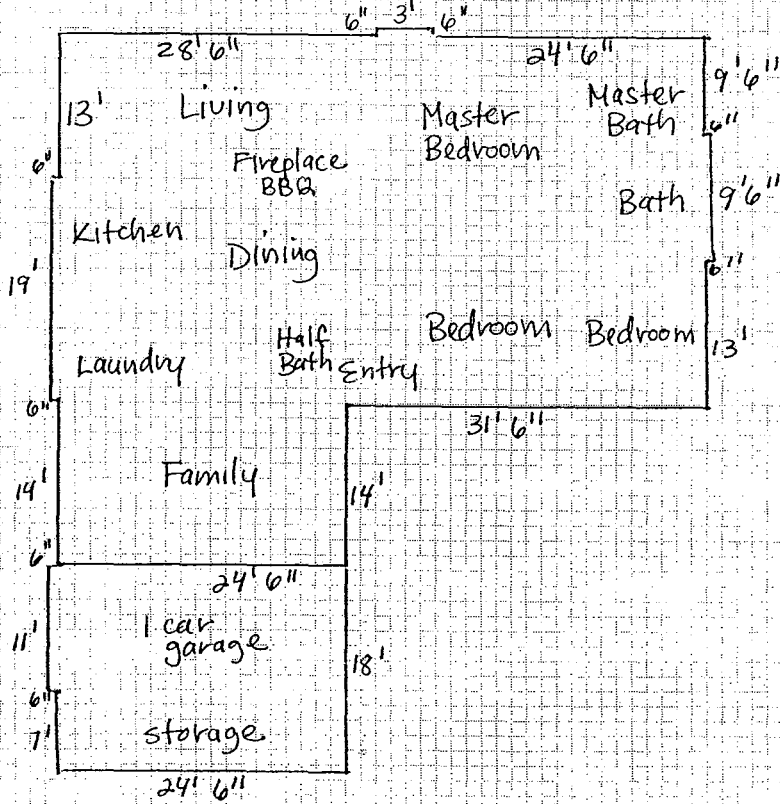 6" 3' 6"
28' 6"
24' 6"
9' 6"
13'
Living
Master
Bath
Master
Bedroom
6"
6"
Fireplace
BBQ
Bath
9' 6"
Kitchen
Dining
19'
6"
Half
Bath
Bedroom
Bedroom
13'
Laundry
Entry
6"
31' 6"
Family
14'
14'
6"
24' 6"
1 car
garage
11'
18'
6"
7'
storage
24' 6"